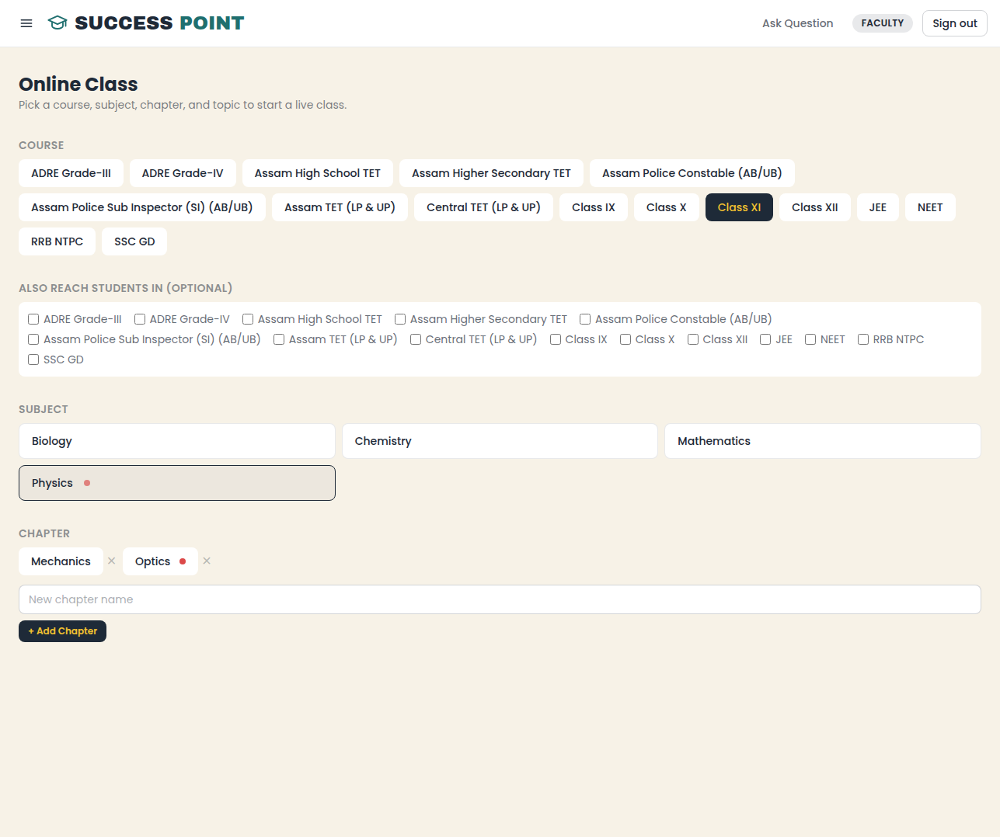 SUCCESS POINT
Ask Question
FACULTY
Sign out
Online Class
Pick a course, subject, chapter, and topic to start a live class.
COURSE
ADRE Grade-III ADRE Grade-IV Assam High School TET Assam Higher Secondary TET Assam Police Constable (AB/UB)
Assam Police Sub Inspector (SI) (AB/UB) Assam TET (LP & UP) Central TET (LP & UP) Class IX Class X Class XI Class XII JEE NEET
RRB NTPC SSC GD
ALSO REACH STUDENTS IN (OPTIONAL)
ADRE Grade-III ADRE Grade-IV Assam High School TET Assam Higher Secondary TET Assam Police Constable (AB/UB)
Assam Police Sub Inspector (SI) (AB/UB) Assam TET (LP & UP) Central TET (LP & UP) Class IX Class X Class XII JEE NEET RRB NTPC
SSC GD
SUBJECT
Biology Chemistry Mathematics
Physics
CHAPTER
Mechanics × Optics ×
New chapter name
+ Add Chapter